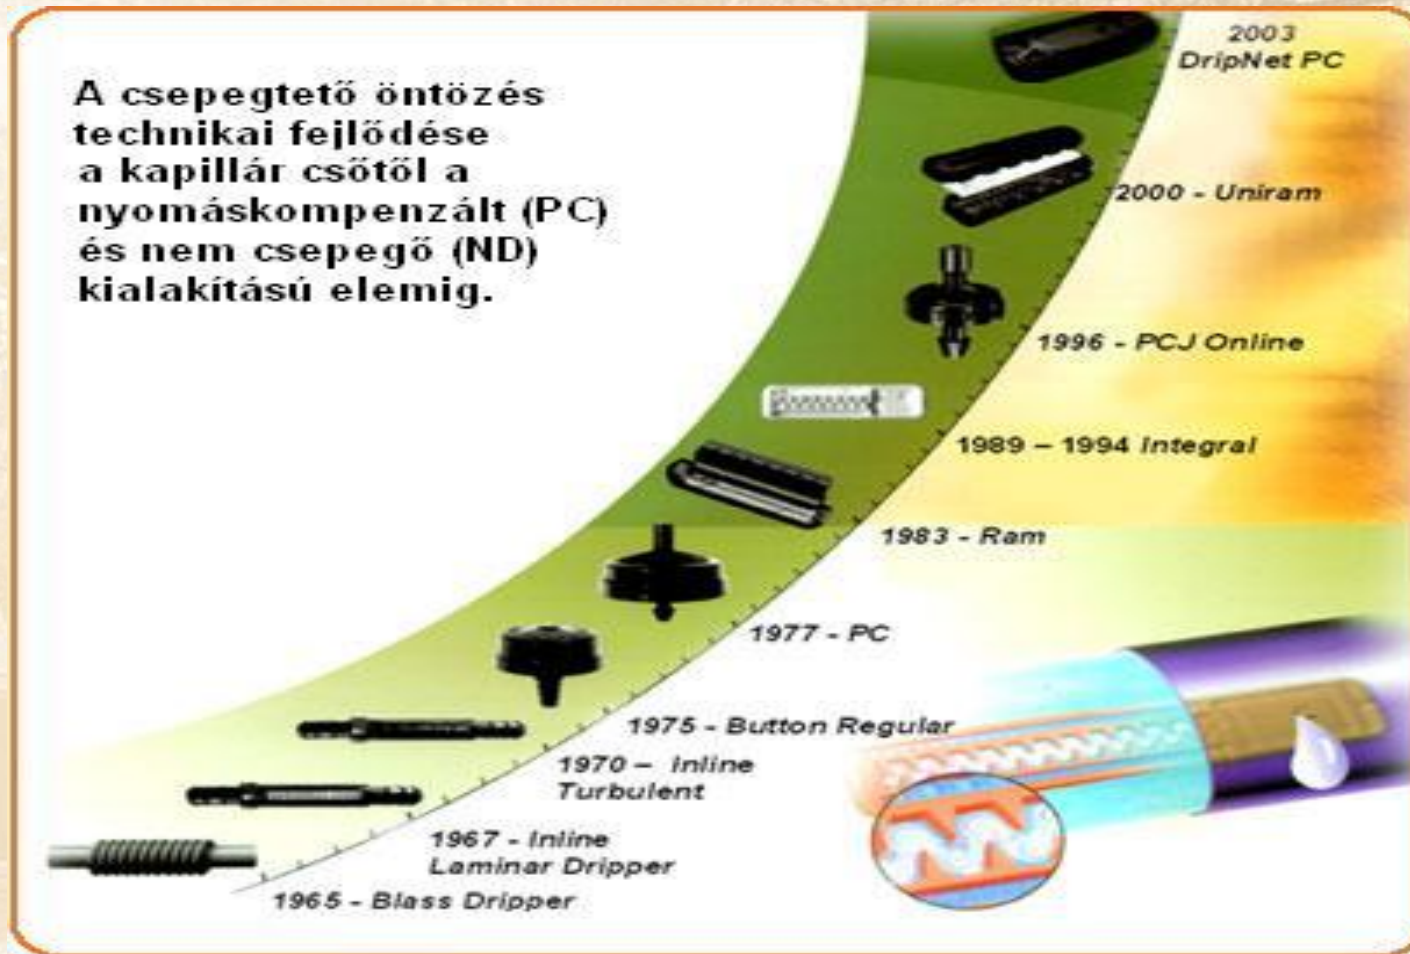 A csepegtető öntözés
technikai fejlődése
a kapillár csőtől a
nyomáskompenzált (PC)
és nem csepegő (ND)
kialakítású elemig.
2003
DripNet PC
2000 - Uniram
1996 - PCJ Online
1989 – 1994 Integral
1983 - Ram
1977 - PC
1975 - Button Regular
1970 – Inline
Turbulent
1967 - Inline
Laminar Dripper
1965 - Blass Dripper